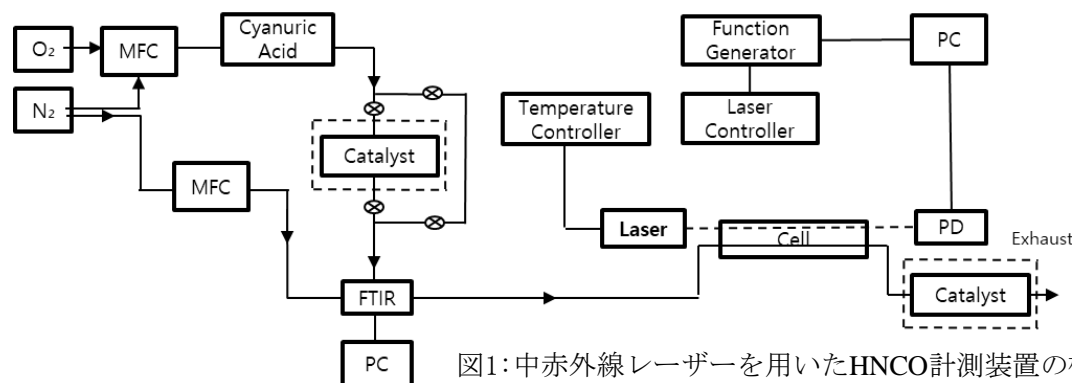 O₂
MFC
Cyanuric
Acid
N₂
MFC
Catalyst
FTIR
PC
Function
Generator
PC
Temperature
Controller
Laser
Controller
Laser
Cell
PD
Exhaust
Catalyst
図1：中赤外線レーザーを用いたHNCO計測装置の